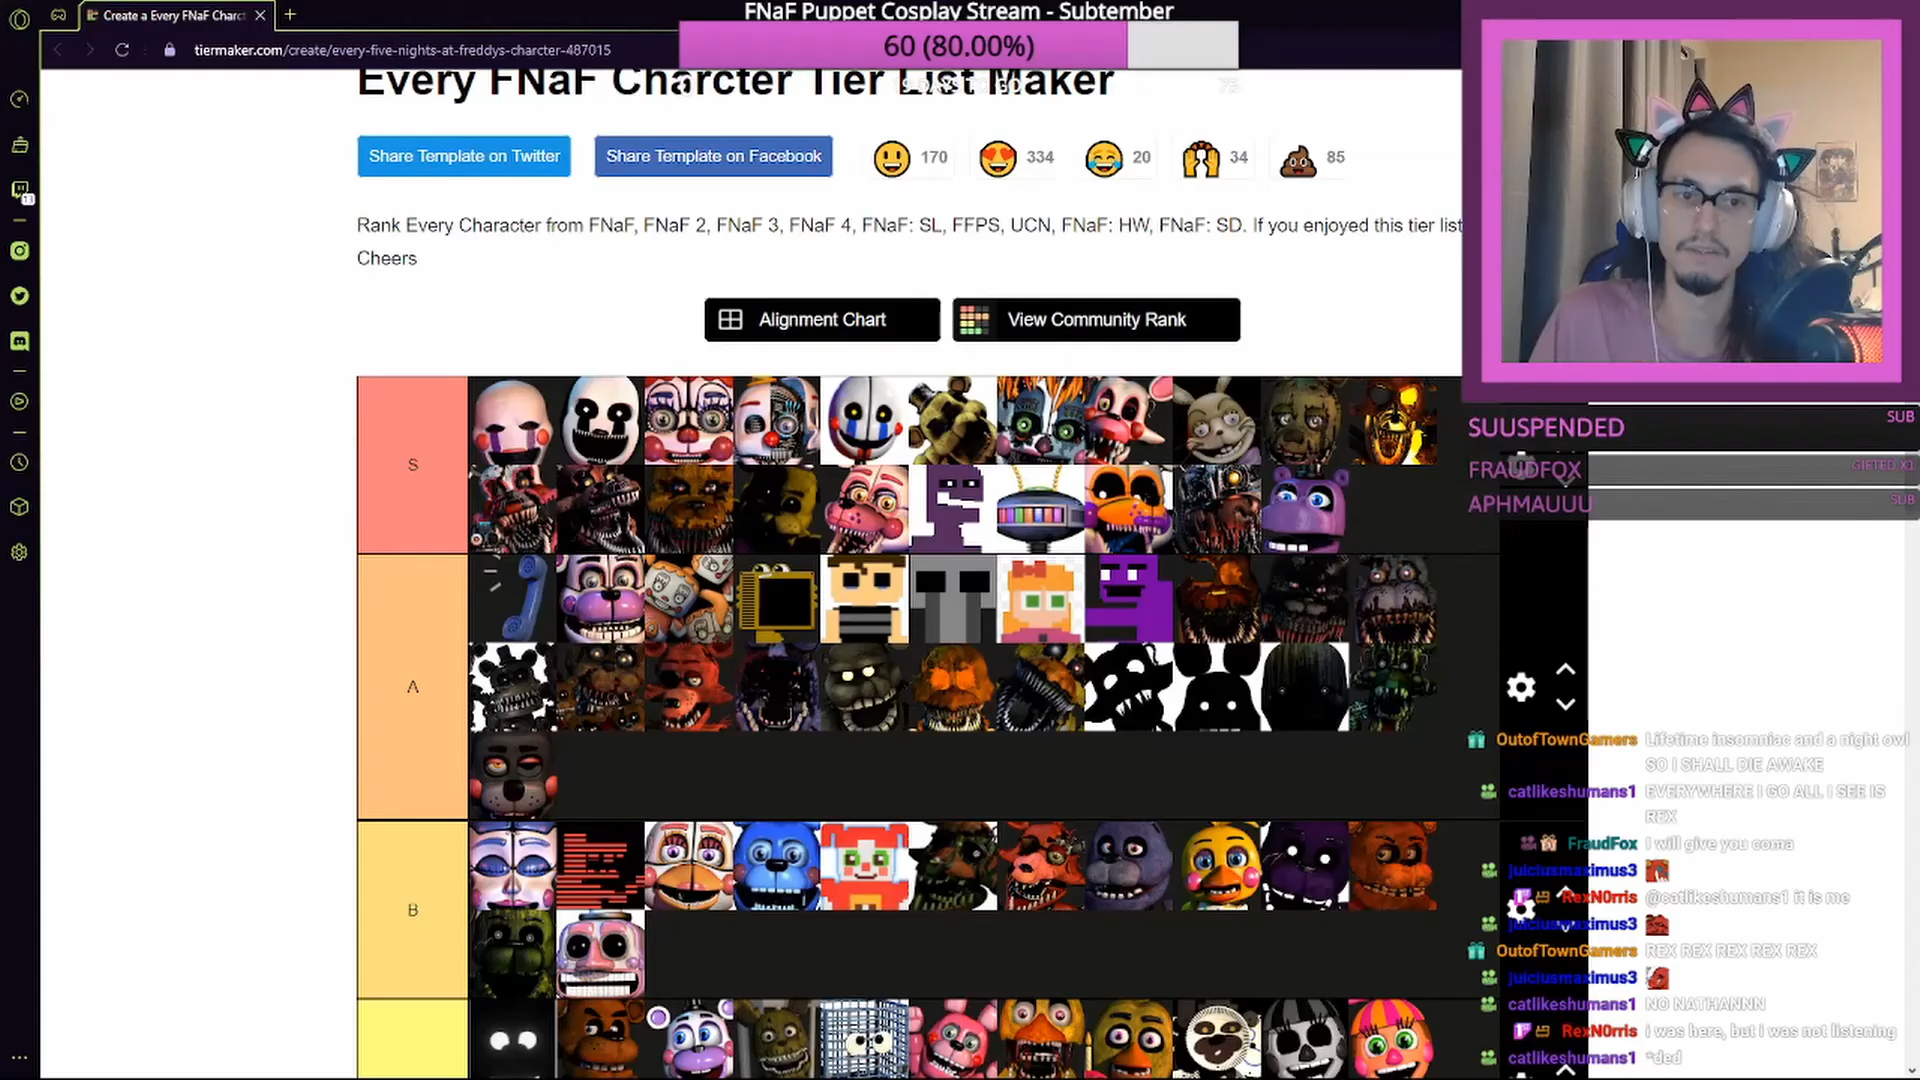 FNaF Puppet Cosplay Stream - Subtember
Create a Every FNaF Charct
60 (80.00%)
tiermaker.com/create/every-five-nights-at-freddys-charcter-487015
75
Every FNaF Charcter Tier List Maker
Share Template on Twitter
Share Template on Facebook
170
334
20
34
85
Rank Every Character from FNaF, FNaF 2, FNaF 3, FNaF 4, FNaF: SL, FFPS, UCN, FNaF: HW, FNaF: SD. If you enjoyed this tier list
Cheers
Alignment Chart
View Community Rank
SUUSPENDED SUB
FRAUDFOX GIFTED X1
APHMAUUU SUB
S
A
B
OutofTownGamers Lifetime insomniac and a night owl
SO I SHALL DIE AWAKE
catlikeshumans1 EVERYWHERE I GO ALL I SEE IS
REX
FraudFox I will give you coma
juiciusmaximus3
RexN0rris @catlikeshumans1 it is me
juiciusmaximus3
OutofTownGamers REX REX REX REX REX
juiciusmaximus3
catlikeshumans1 NO NATHANNN
RexN0rris i was here, but i was not listening
catlikeshumans1 *ded